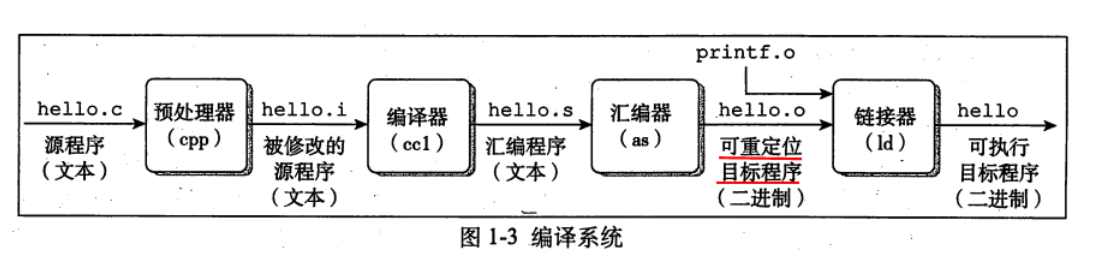 printf.o
hello.c
预处理器
（cpp）
hello.i
编译器
（cc1）
hello.s
汇编器
（as）
hello.o
链接器
（ld）
hello
源程序
（文本）
被修改的
源程序
（文本）
汇编程序
（文本）
可重定位
目标程序
（二进制）
可执行
目标程序
（二进制）
图 1-3 编译系统